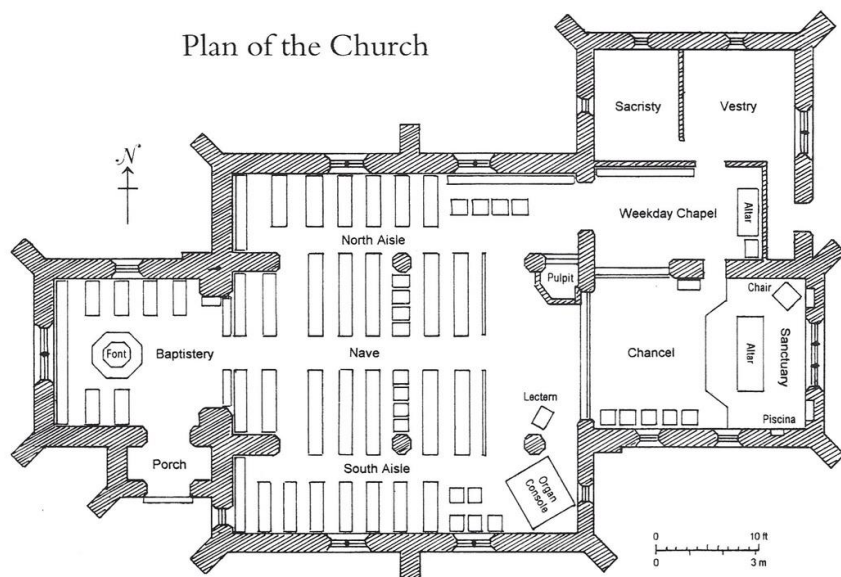 Plan of the Church
N
Sacristy
Vestry
Weekday Chapel
Altar
North Aisle
Pulpit
Chair
Font
Baptistery
Nave
Chancel
Altar
Sanctuary
Lectern
Piscina
Porch
South Aisle
Organ
Console
0 10 ft
0 3 m